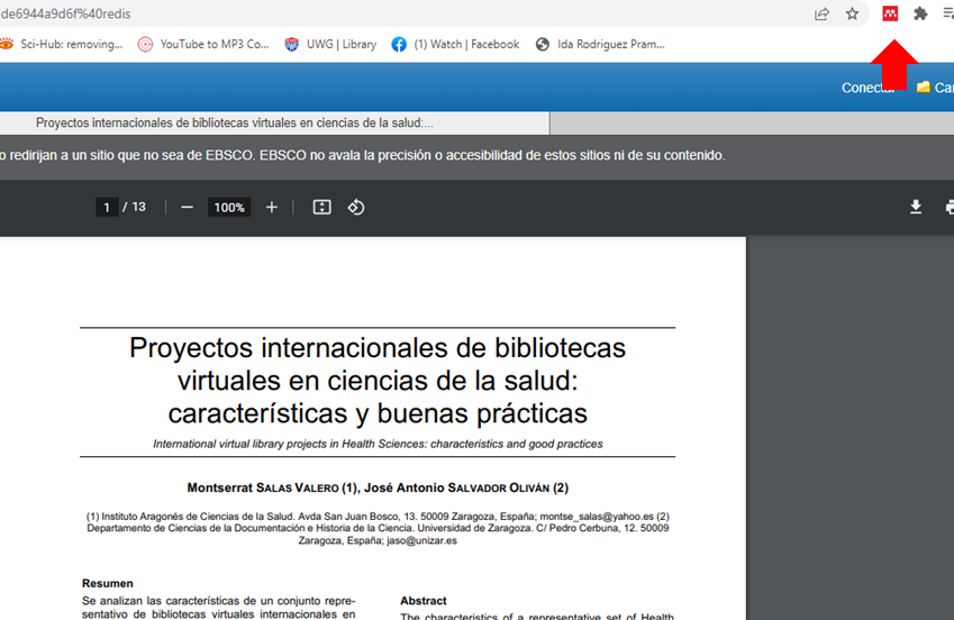 de6944a9d6f%40redis
Sci-Hub: removing... YouTube to MP3 Co... UWG | Library (1) Watch | Facebook Ida Rodriguez Pram...
Proyectos internacionales de bibliotecas virtuales en ciencias de la salud:...
o redirijan a un sitio que no sea de EBSCO. EBSCO no avala la precisión o accesibilidad de estos sitios ni de su contenido.
1 / 13 100%
Proyectos internacionales de bibliotecas
virtuales en ciencias de la salud:
características y buenas prácticas
International virtual library projects in Health Sciences: characteristics and good practices
Montserrat SALAS VALERO (1), José Antonio SALVADOR OLIVÁN (2)
(1) Instituto Aragonés de Ciencias de la Salud. Avda San Juan Bosco, 13. 50009 Zaragoza, España; montse_salas@yahoo.es (2)
Departamento de Ciencias de la Documentación e Historia de la Ciencia. Universidad de Zaragoza. C/ Pedro Cerbuna, 12. 50009
Zaragoza, España; jaso@unizar.es
Resumen
Se analizan las características de un conjunto repre-
sentativo de bibliotecas virtuales internacionales en
Abstract
The characteristics of a representative set of Health